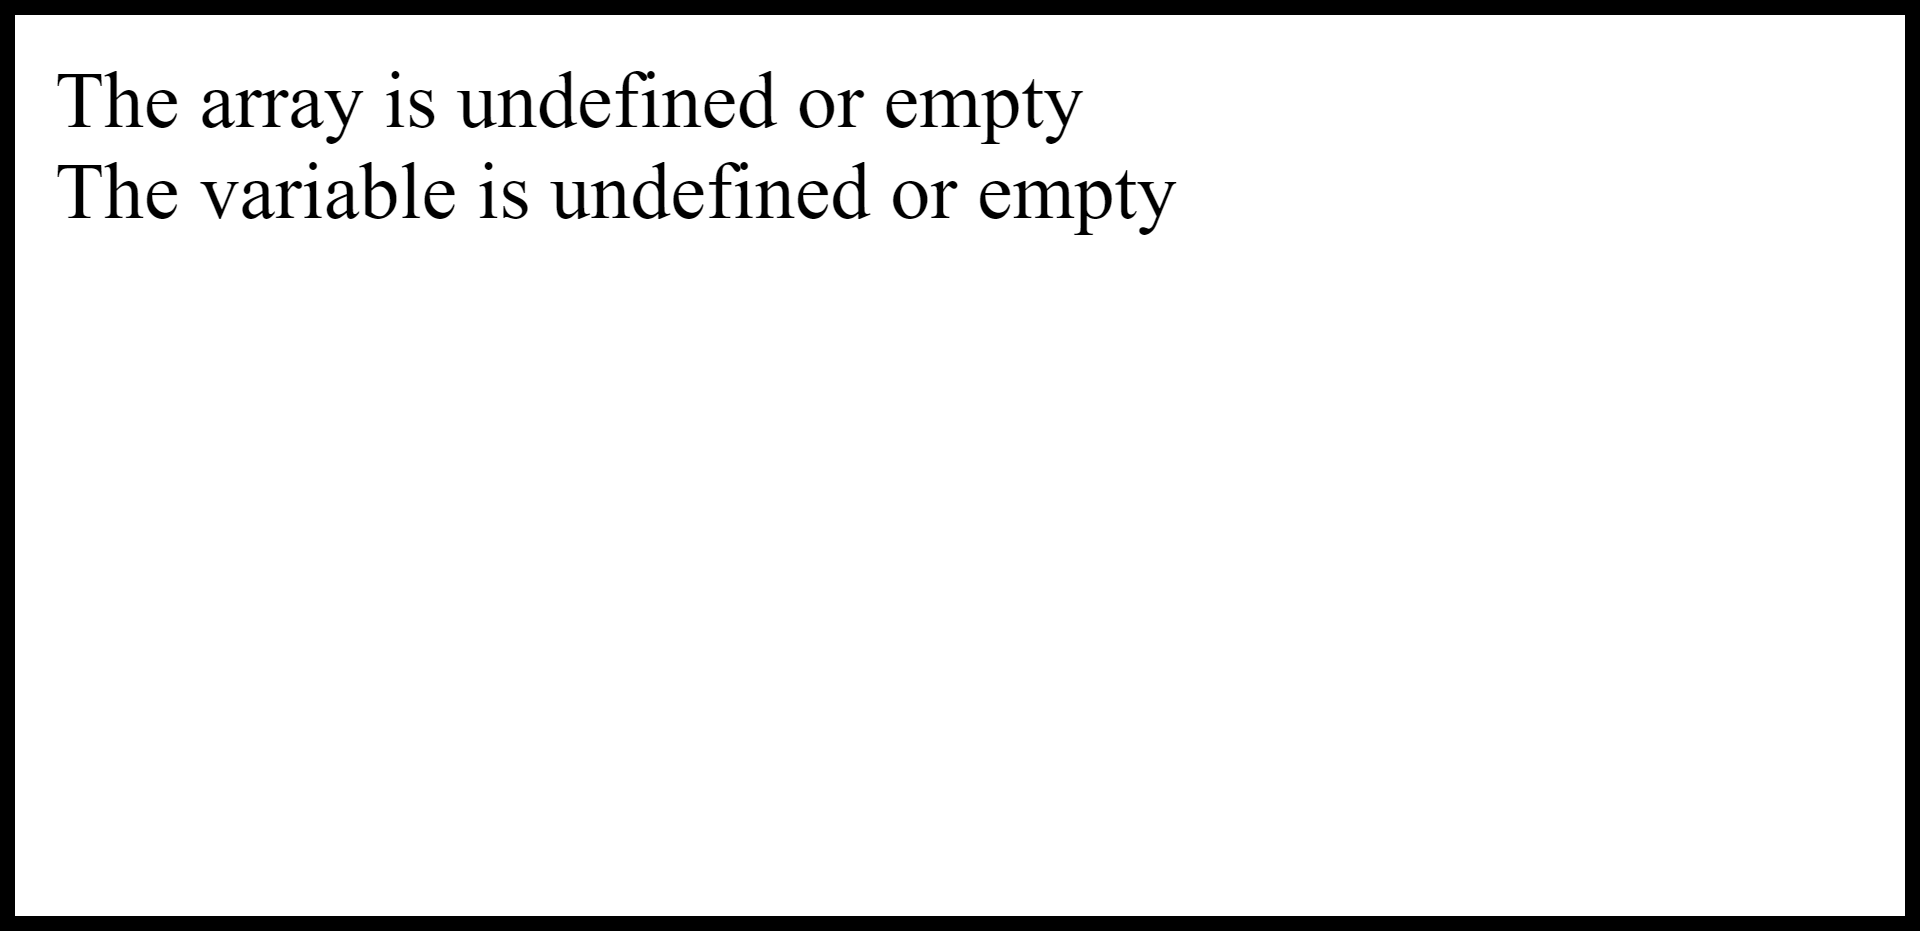 The array is undefined or empty
The variable is undefined or empty